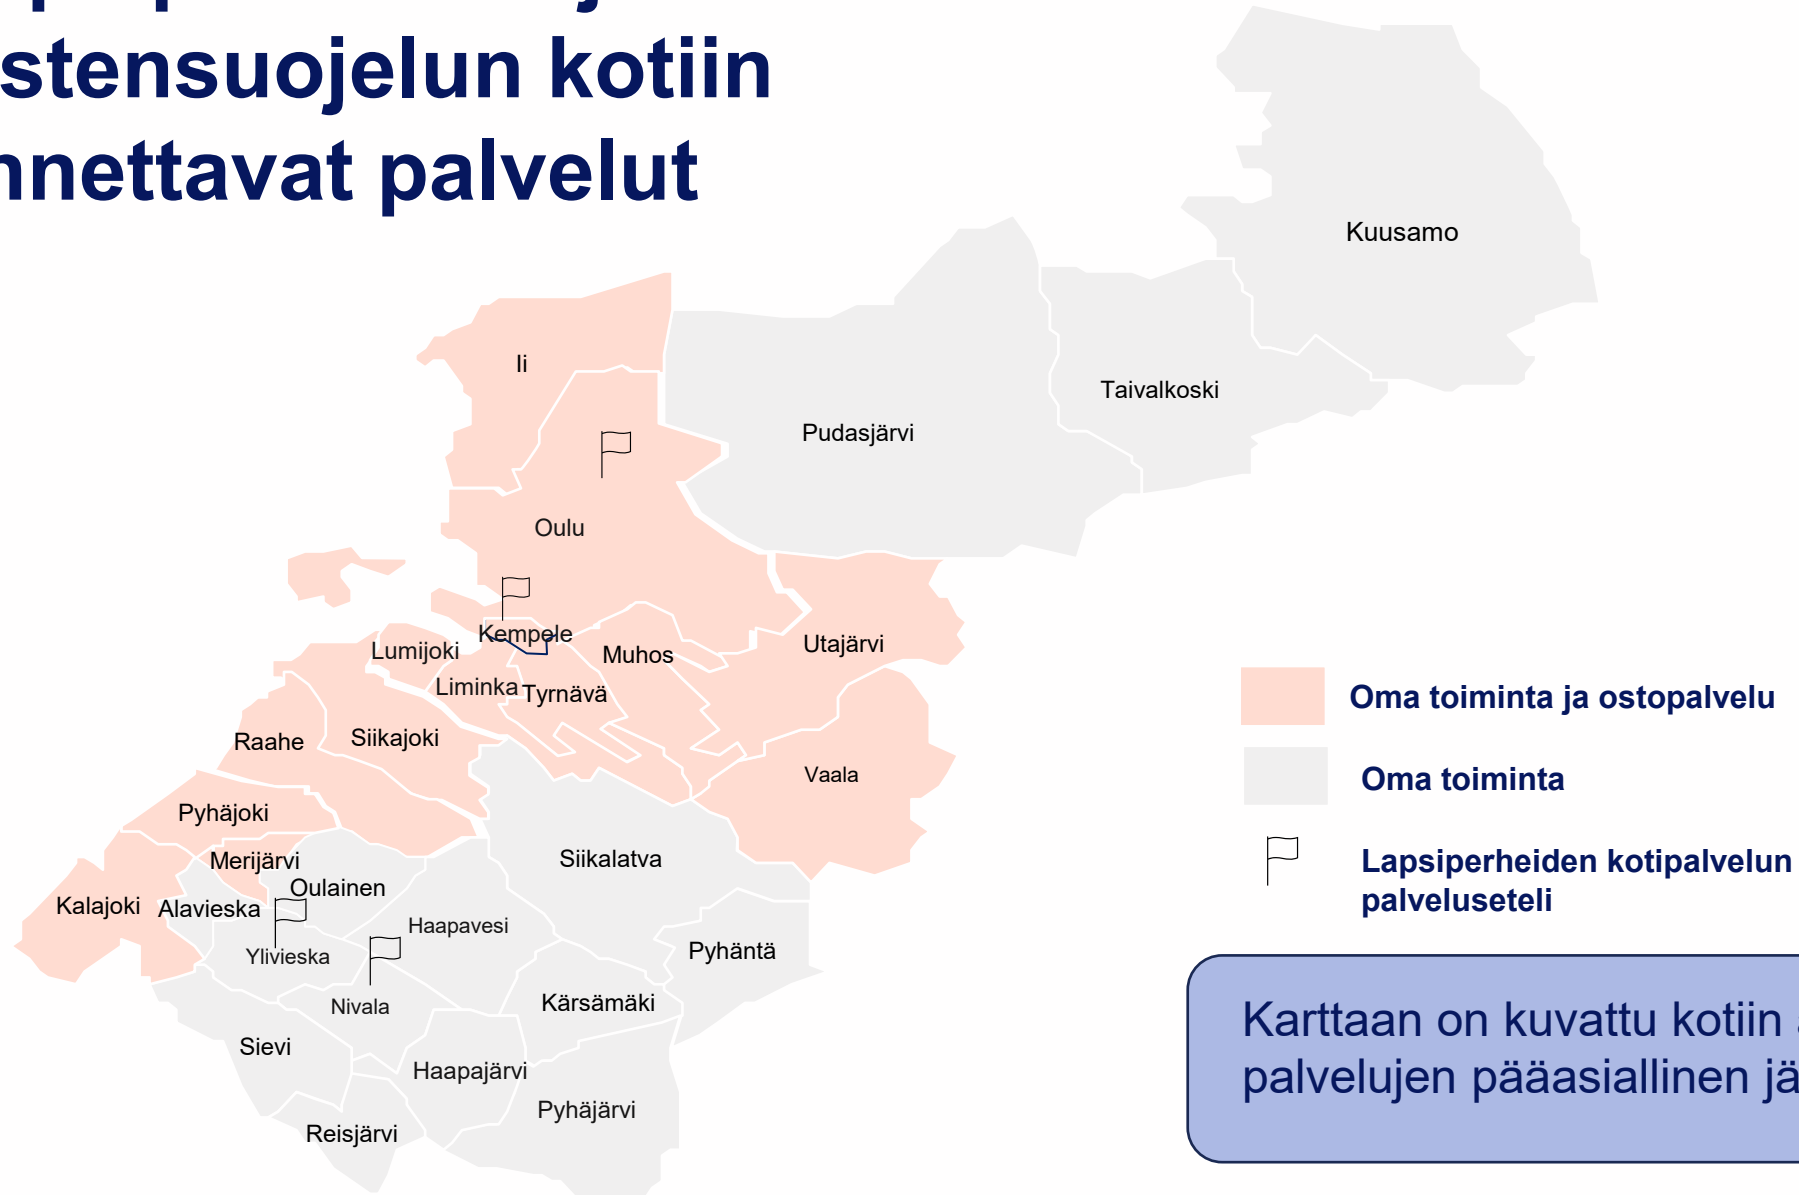 stensuojelun kotiin
nnettavat palvelut
Kuusamo
Ii
Taivalkoski
Pudasjärvi
Oulu
Kempele
Lumijoki
Muhos
Utajärvi
Liminka
Tyrnävä
Raahe
Siikajoki
Vaala
Pyhäjoki
Merijärvi
Siikalatva
Oulainen
Kalajoki
Alavieska
Haapavesi
Ylivieska
Pyhäntä
Nivala
Kärsämäki
Sievi
Haapajärvi
Pyhäjärvi
Reisjärvi
Oma toiminta ja ostopalvelu
Oma toiminta
Lapsiperheiden kotipalvelun
palveluseteli
Karttaan on kuvattu kotiin
palvelujen pääasiallinen jä